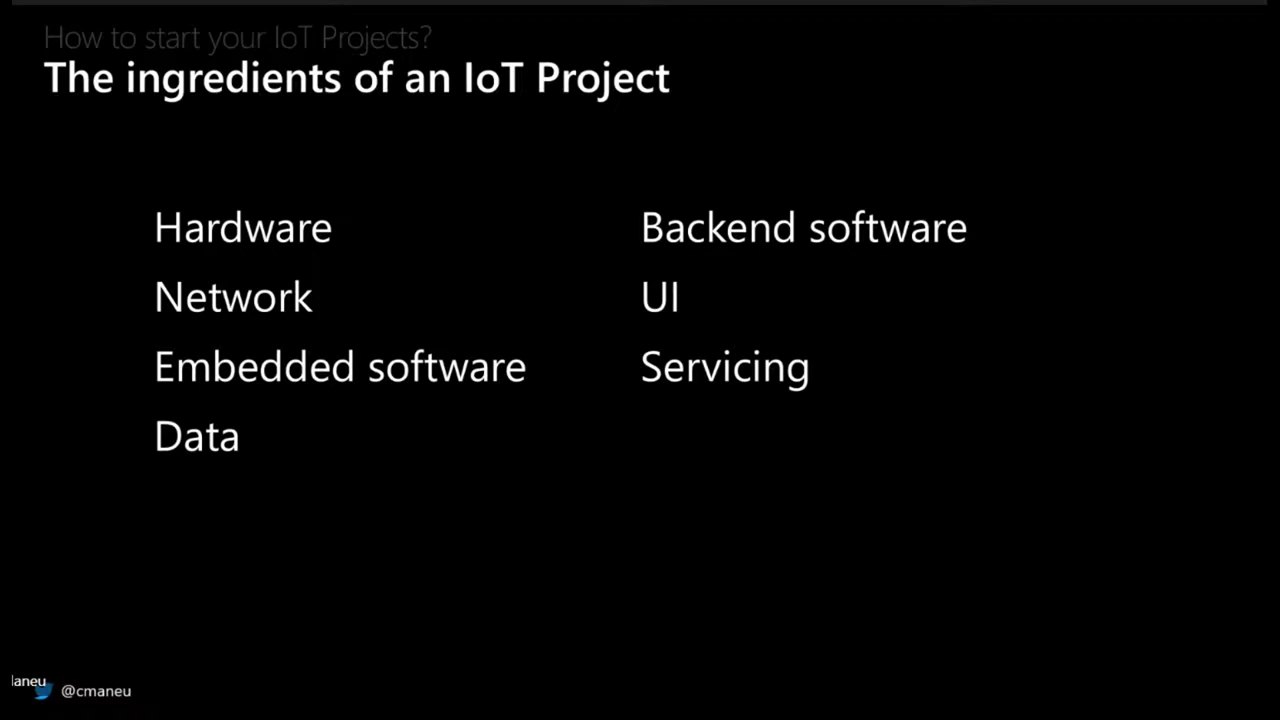 How to start your IoT Projects?
The ingredients of an IoT Project
Hardware
Network
Embedded software
Data
Backend software
UI
Servicing
@cmaneu